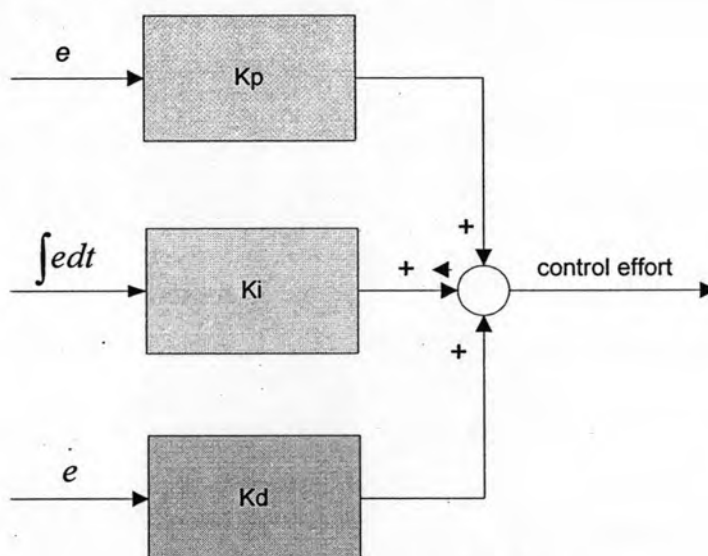 e
Kp
+
∫edt
Ki
+
control effort
+
ė
Kd